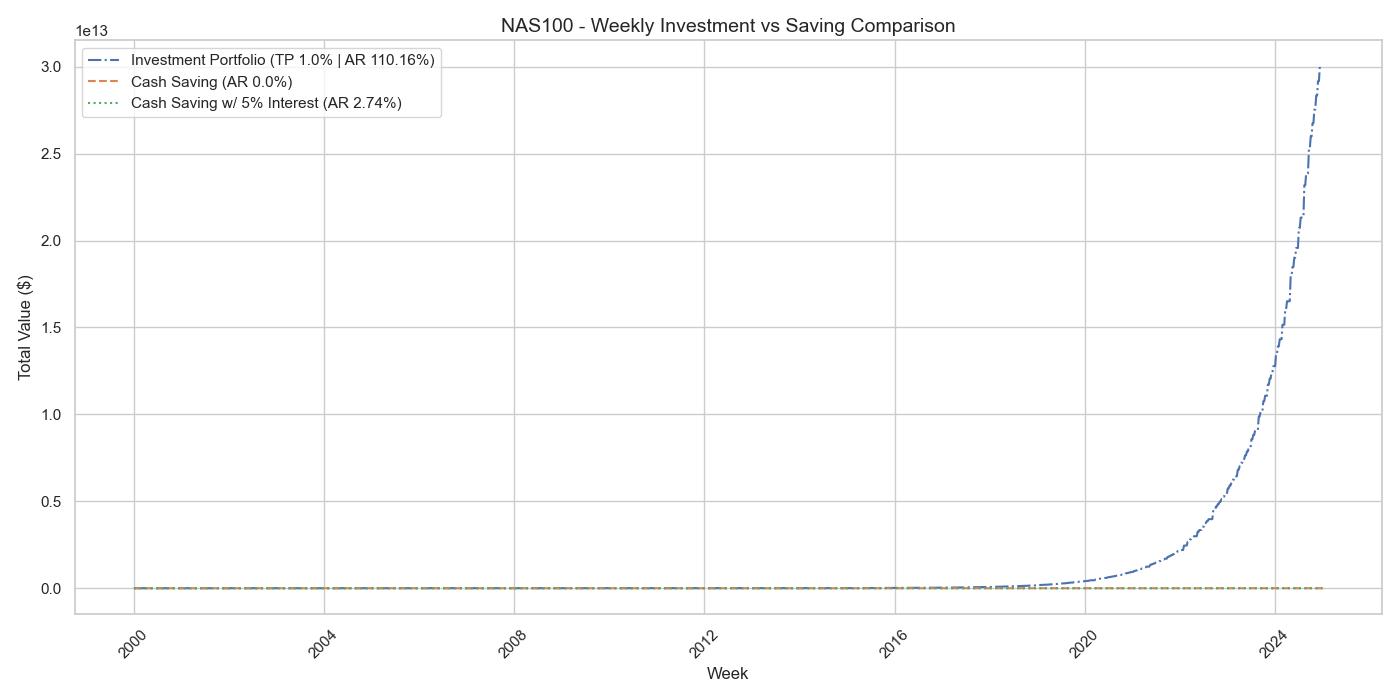 NAS100 - Weekly Investment vs Saving Comparison
1e13
Investment Portfolio (TP 1.0% | AR 110.16%)
Cash Saving (AR 0.0%)
Cash Saving w/ 5% Interest (AR 2.74%)
3.0
2.5
2.0
1.5
1.0
0.5
0.0
Total Value ($)
2000
2004
2008
2012
2016
2020
2024
Week